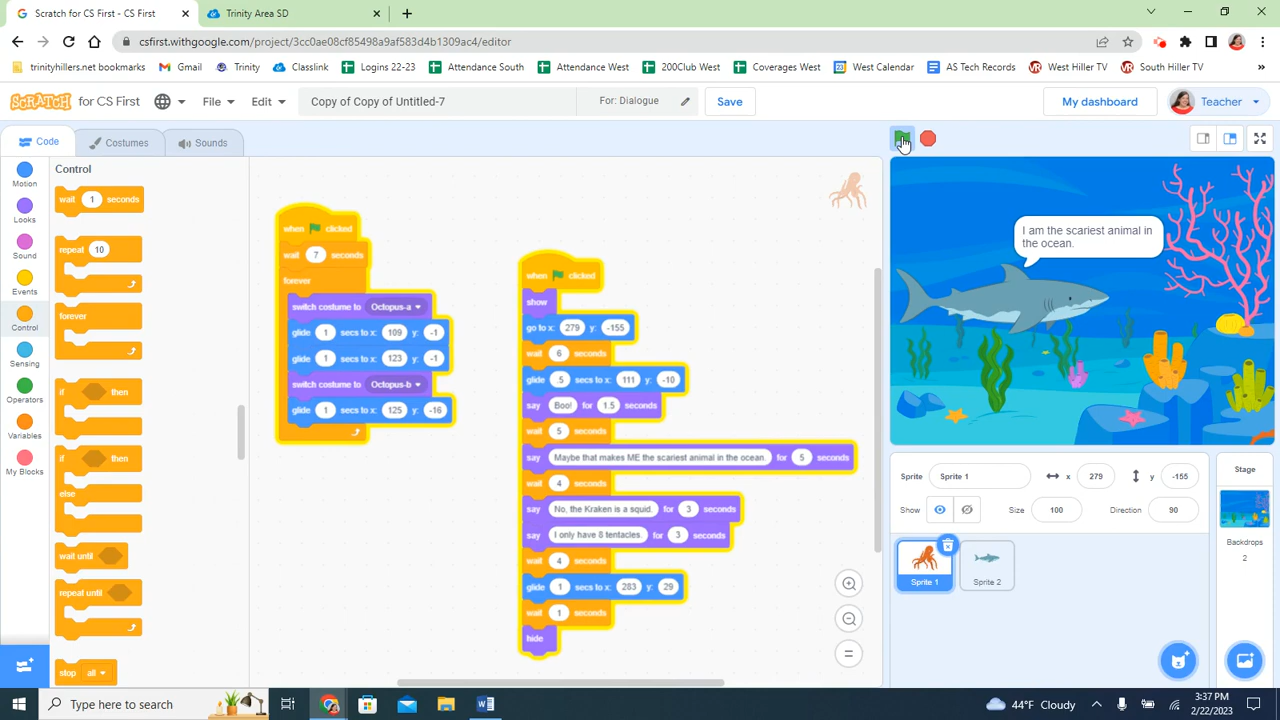 Scratch for CS First - CS First
Trinity Area SD
csfirst.withgoogle.com/project/3cc0ae08cf85498a9af583d4b1309ac4/editor
trinityhillers.net bookmarks
Gmail
Trinity
Classlink
Logins 22-23
Attendance South
Attendance West
200Club West
Coverages West
West Calendar
AS Tech Records
West Hiller TV
South Hiller TV
SCRATCH for CS First
File
Edit
Copy of Copy of Untitled-7
For: Dialogue
Save
My dashboard
Teacher
Code
Costumes
Sounds
Motion
Looks
Sound
Events
Control
Sensing
Operators
Variables
My Blocks
Control
wait 1 seconds
repeat 10
forever
if then
if then
else
wait until
repeat until
stop all
when clicked
wait 7 seconds
forever
switch costume to Octopus-a
glide 1 secs to x: 109 y: -1
glide 1 secs to x: 123 y: -1
switch costume to Octopus-b
glide 1 secs to x: 125 y: -16
when clicked
show
go to x: 279 y: -155
wait 6 seconds
glide .5 secs to x: 111 y: -10
say Boo! for 1.5 seconds
wait 5 seconds
say Maybe that makes ME the scariest animal in the ocean. for 5 seconds
wait 4 seconds
say No, the Kraken is a squid. for 3 seconds
say I only have 8 tentacles. for 3 seconds
wait 4 seconds
glide 1 secs to x: 283 y: 29
wait 1 seconds
hide
I am the scariest animal in
the ocean.
Sprite Sprite 1 x 279 y -155
Show Size 100 Direction 90
Sprite 1
Sprite 2
Stage
Backdrops
2
Type here to search
44°F Cloudy
3:37 PM
2/22/2023